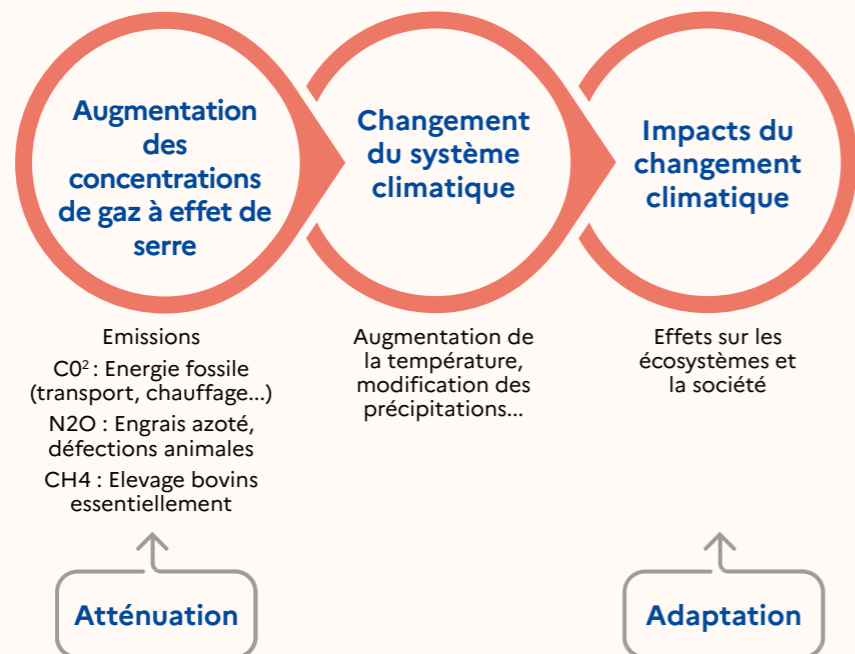 Augmentation
des
concentrations
de gaz à effet de
serre
Changement
du système
climatique
Impacts du
changement
climatique
Emissions
C0² : Energie fossile
(transport, chauffage...)
N2O : Engrais azoté,
défections animales
CH4 : Elevage bovins
essentiellement
Augmentation de
la température,
modification des
précipitations...
Effets sur les
écosystèmes et
la société
Atténuation
Adaptation